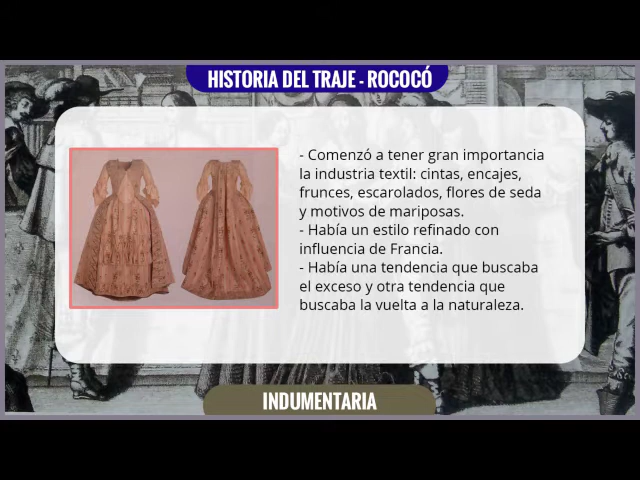 HISTORIA DEL TRAJE - ROCOCÓ
- Comenzó a tener gran importancia
la industria textil: cintas, encajes,
frunces, escarolados, flores de seda
y motivos de mariposas.
- Había un estilo refinado con
influencia de Francia.
- Había una tendencia que buscaba
el exceso y otra tendencia que
buscaba la vuelta a la naturaleza.
INDUMENTARIA